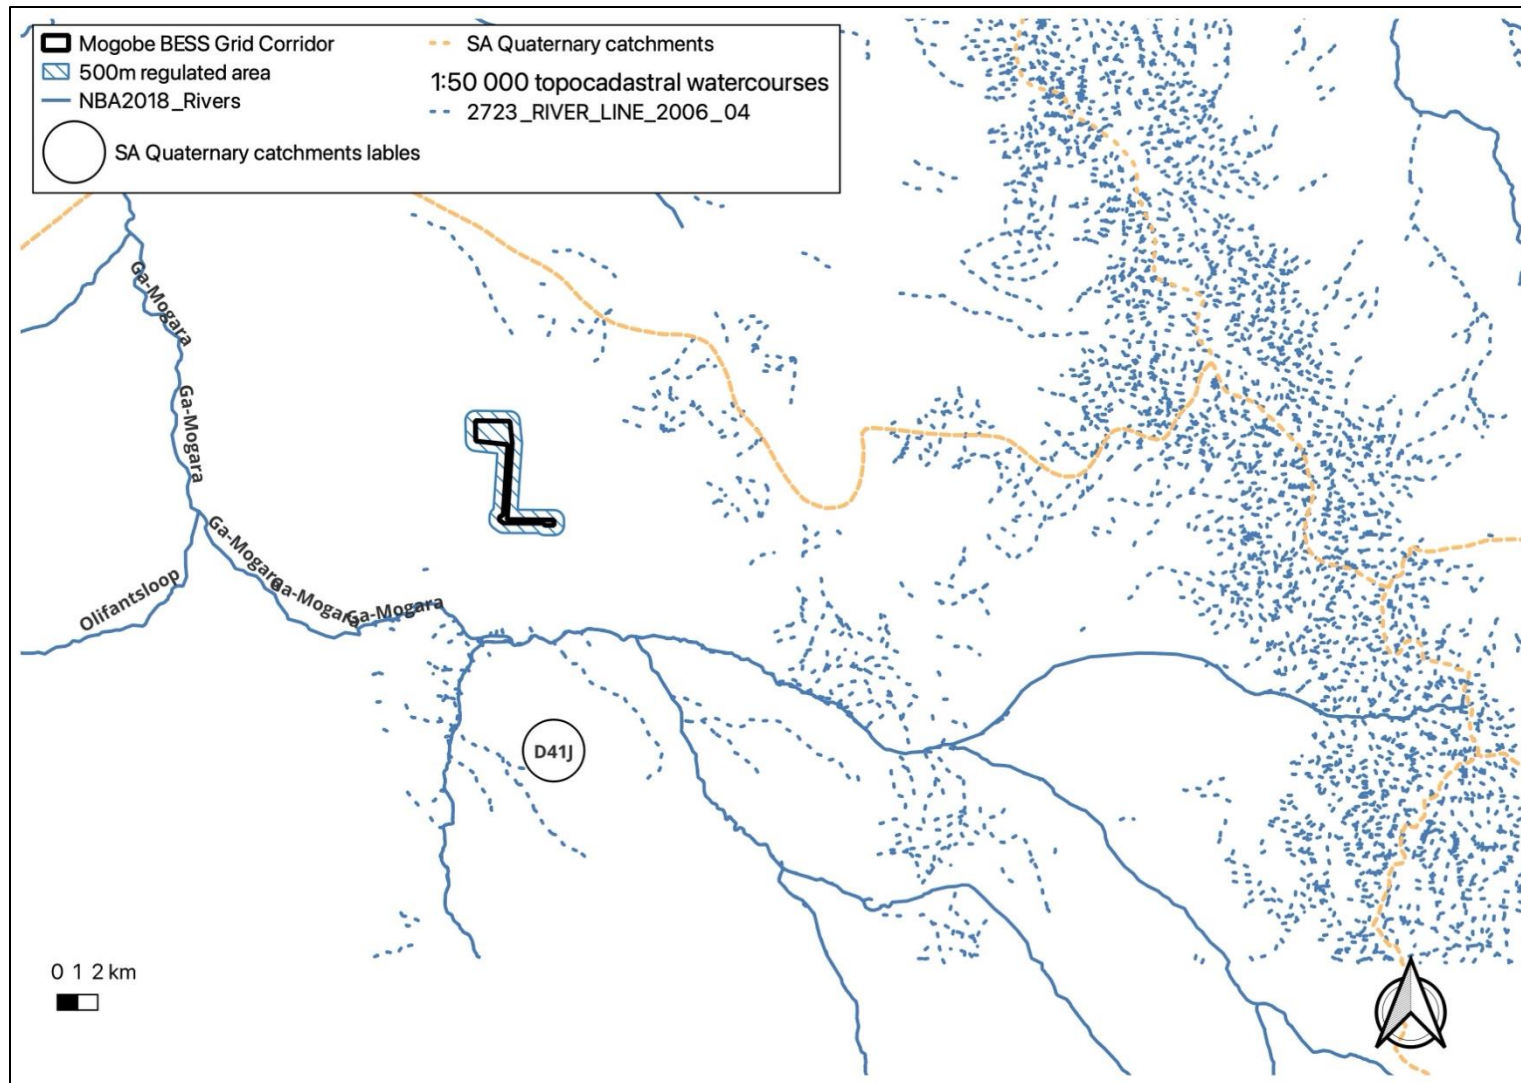 Mogobe BESS Grid Corridor
500m regulated area
NBA2018_Rivers
SA Quaternary catchments lables
SA Quaternary catchments
1:50 000 topocadastral watercourses
2723_RIVER_LINE_2006_04
Ga-Mogara
Ga-Mogara
Ga-Mogara
Ga-Mogara
Ga-Mogara
Olifantsloop
D41J
0 1 2 km